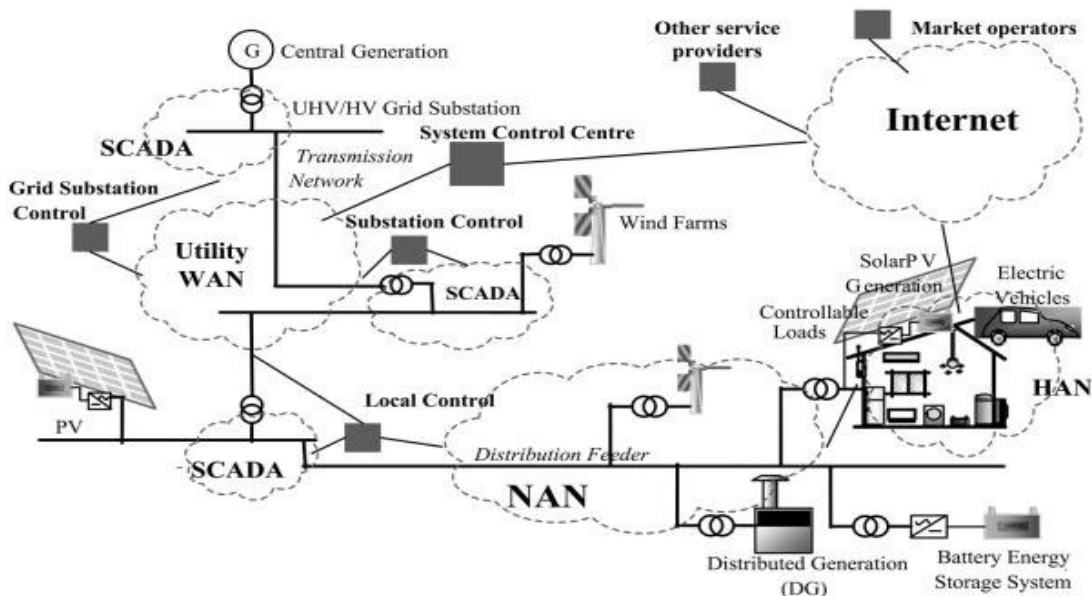 G
Central Generation
UHV/HV Grid Substation
SCADA
Transmission
Network
System Control Centre
Other service
providers
Market operators
Internet
Grid Substation
Control
Utility
WAN
Substation Control
SCADA
Wind Farms
SolarP V
Generation
Electric
Vehicles
Controllable
Loads
HAN
PV
Local Control
SCADA
Distribution Feeder
NAN
Distributed Generation
(DG)
Battery Energy
Storage System